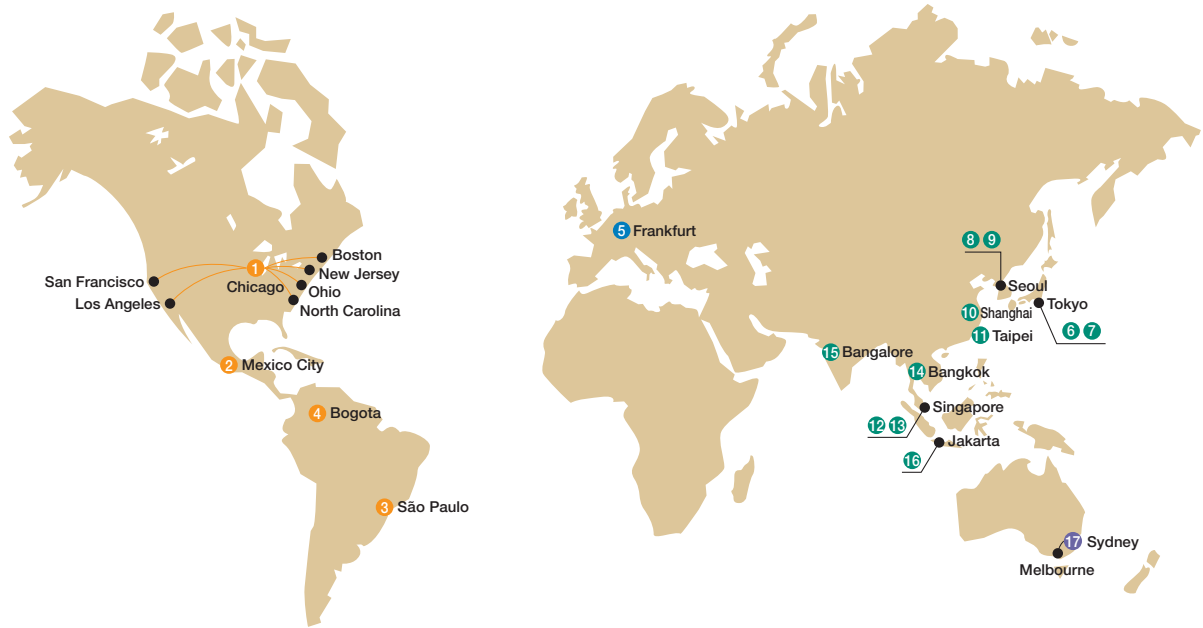 San Francisco
Los Angeles
1
Chicago
Boston
New Jersey
Ohio
North Carolina
2 Mexico City
4 Bogota
3 São Paulo
5 Frankfurt
8 9
Seoul
10 Shanghai
Tokyo
6 7
11 Taipei
15 Bangalore
14 Bangkok
Singapore
12 13
Jakarta
16
17 Sydney
Melbourne